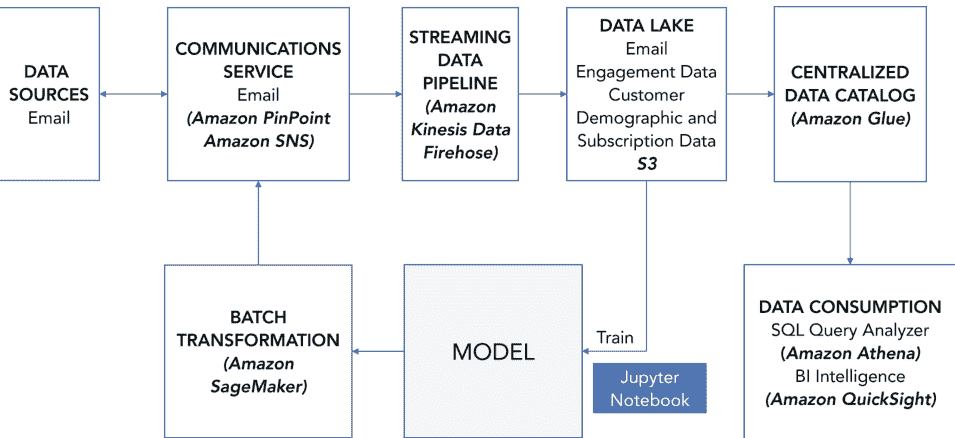 DATA
SOURCES
Email
COMMUNICATIONS
SERVICE
Email
(Amazon PinPoint
Amazon SNS)
STREAMING
DATA
PIPELINE
(Amazon
Kinesis Data
Firehose)
DATA LAKE
Email
Engagement Data
Customer
Demographic and
Subscription Data
S3
CENTRALIZED
DATA CATALOG
(Amazon Glue)
BATCH
TRANSFORMATION
(Amazon
SageMaker)
MODEL
Train
Jupyter
Notebook
DATA CONSUMPTION
SQL Query Analyzer
(Amazon Athena)
BI Intelligence
(Amazon QuickSight)